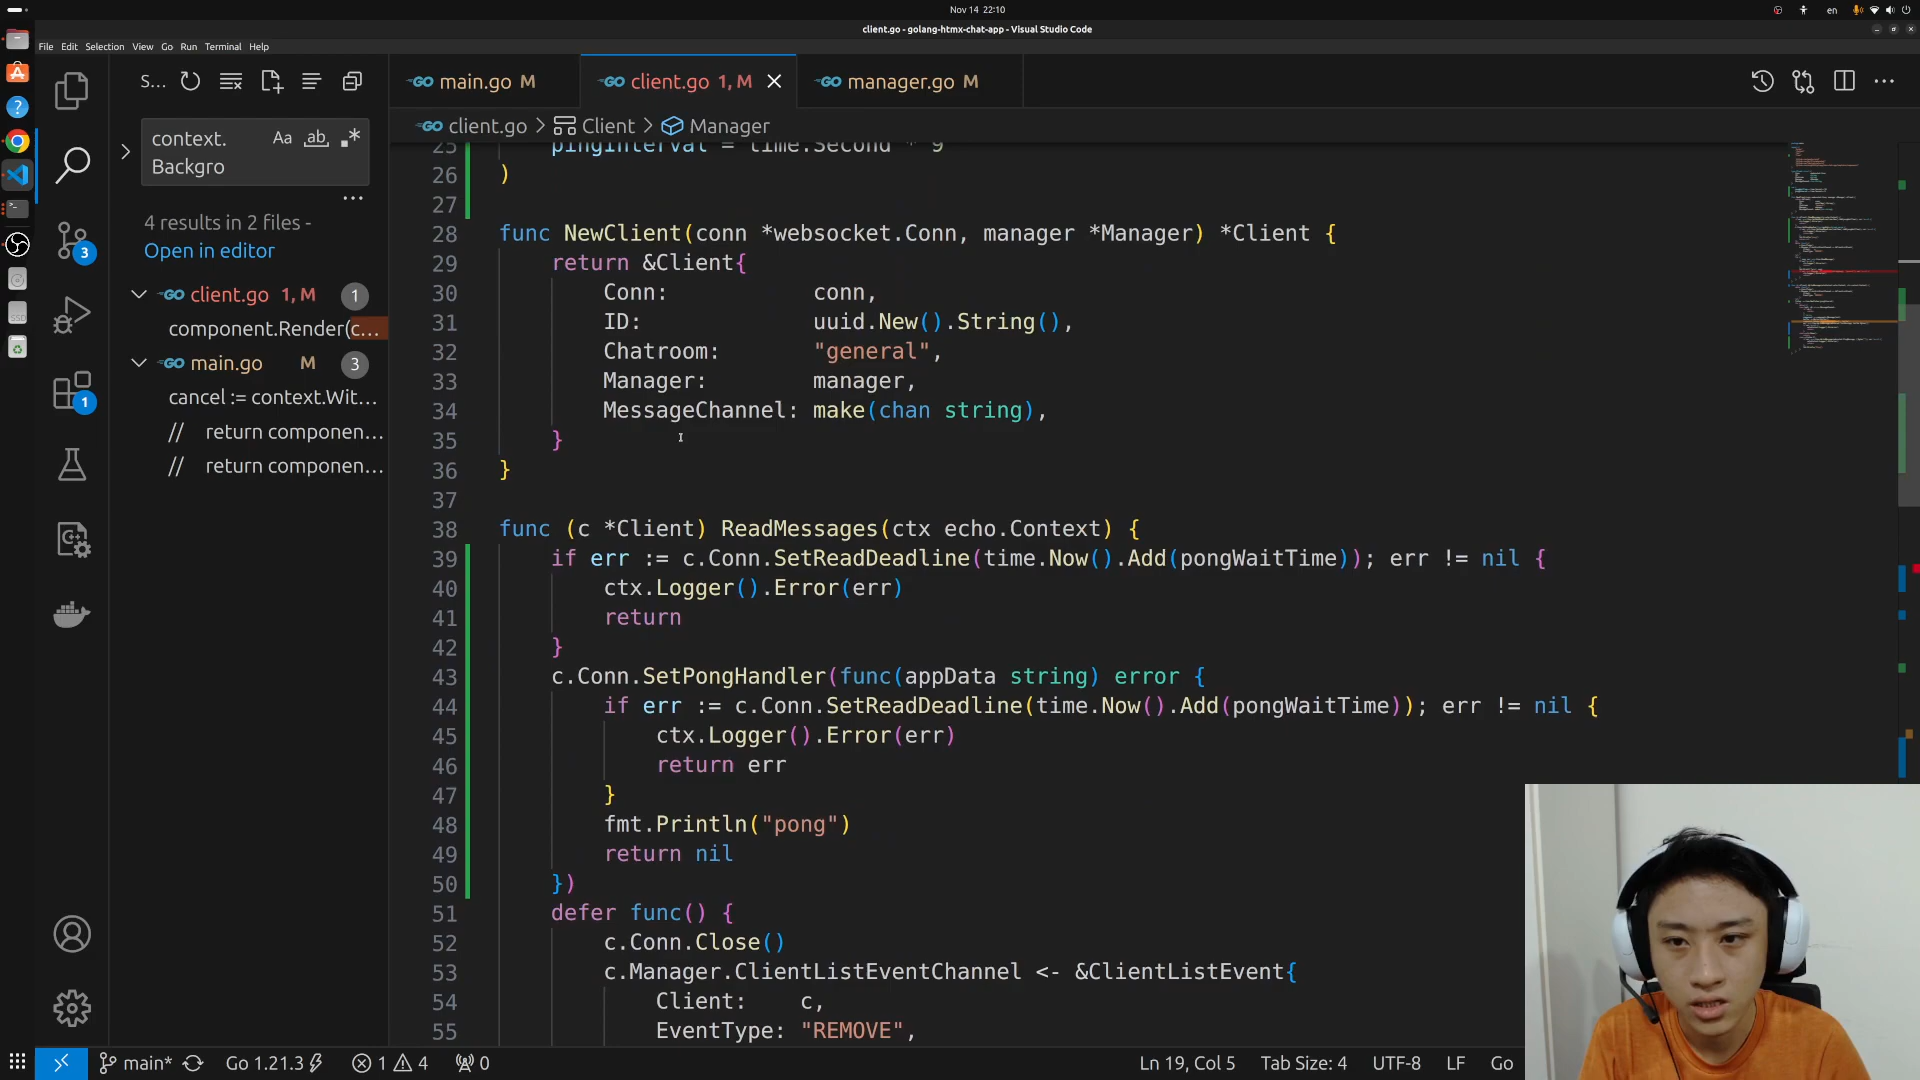 Nov 14 22:10
en
client.go - golang-htmx-chat-app - Visual Studio Code
File Edit Selection View Go Run Terminal Help
S...
main.go M
client.go 1, M
manager.go M
context.
Backgro
Aa ab .*
client.go > Client > Manager
4 results in 2 files -
Open in editor
client.go 1, M 1
component.Render(c...
main.go M 3
cancel := context.Wit...
// return componen...
// return componen...
3
1
25 pingInterval = time.Second * 9
26 )
27
28 func NewClient(conn *websocket.Conn, manager *Manager) *Client {
29 return &Client{
30 Conn: conn,
31 ID: uuid.New().String(),
32 Chatroom: "general",
33 Manager: manager,
34 MessageChannel: make(chan string),
35 }
36 }
37
38 func (c *Client) ReadMessages(ctx echo.Context) {
39 if err := c.Conn.SetReadDeadline(time.Now().Add(pongWaitTime)); err != nil {
40 ctx.Logger().Error(err)
41 return
42 }
43 c.Conn.SetPongHandler(func(appData string) error {
44 if err := c.Conn.SetReadDeadline(time.Now().Add(pongWaitTime)); err != nil {
45 ctx.Logger().Error(err)
46 return err
47 }
48 fmt.Println("pong")
49 return nil
50 })
51 defer func() {
52 c.Conn.Close()
53 c.Manager.ClientListEventChannel <- &ClientListEvent{
54 Client: c,
55 EventType: "REMOVE",
main* Go 1.21.3 1 4 0
Ln 19, Col 5 Tab Size: 4 UTF-8 LF Go